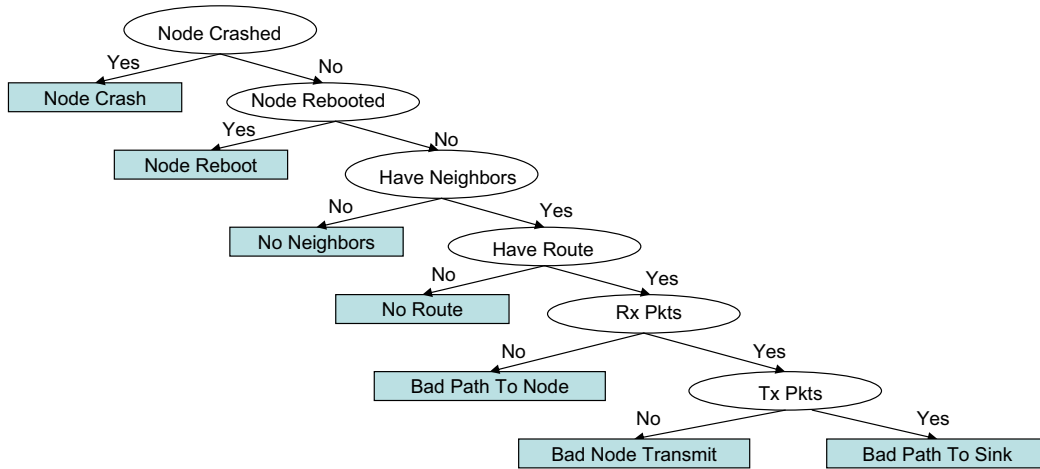 Node Crashed
Yes
No
Node Crash
Node Rebooted
Yes
No
Node Reboot
Have Neighbors
No
Yes
No Neighbors
Have Route
No
Yes
No Route
Rx Pkts
No
Yes
Bad Path To Node
Tx Pkts
No
Yes
Bad Node Transmit
Bad Path To Sink